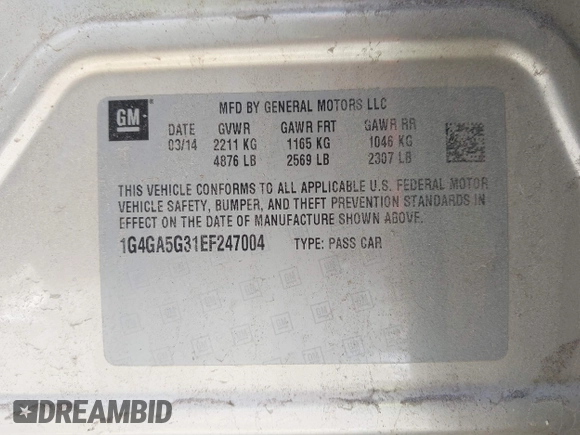 GM
MFD BY GENERAL MOTORS LLC
DATE GVWR GAWR FRT GAWR RR
03/14 2211 KG 1165 KG 1046 KG
4876 LB 2569 LB 2307 LB
THIS VEHICLE CONFORMS TO ALL APPLICABLE U.S. FEDERAL MOTOR
VEHICLE SAFETY, BUMPER, AND THEFT PREVENTION STANDARDS IN
EFFECT ON THE DATE OF MANUFACTURE SHOWN ABOVE.
1G4GA5G31EF247004 TYPE: PASS CAR
DREAMBID